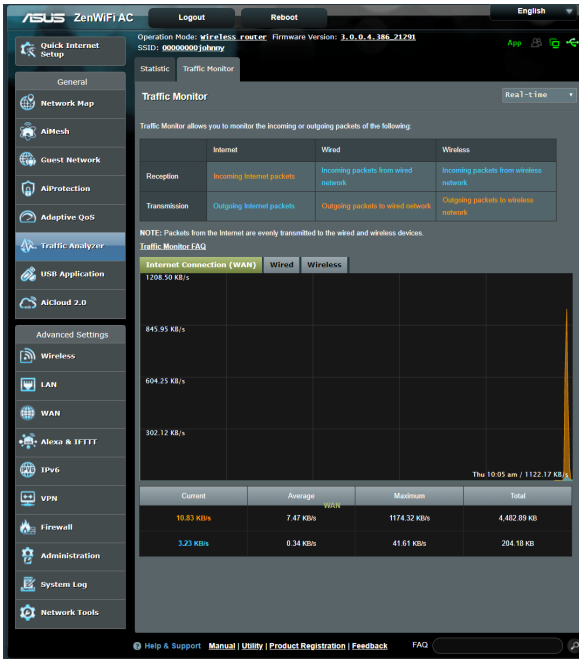 ASUS ZenWiFi AC Logout Reboot English
Operation Mode: wireless router Firmware Version: 3.0.0.4.386_21291
SSID: 00000000johnny
App
Quick Internet
Setup
General
Network Map
AiMesh
Guest Network
AiProtection
Adaptive QoS
Traffic Analyzer
USB Application
AiCloud 2.0
Advanced Settings
Wireless
LAN
WAN
Alexa & IFTTT
IPv6
VPN
Firewall
Administration
System Log
Network Tools
Statistic Traffic Monitor
Traffic Monitor Real-time
Traffic Monitor allows you to monitor the incoming or outgoing packets of the following:
Internet Wired Wireless
Reception Incoming Internet packets Incoming packets from wired network Incoming packets from wireless network
Transmission Outgoing Internet packets Outgoing packets to wired network Outgoing packets to wireless network
NOTE: Packets from the Internet are evenly transmitted to the wired and wireless devices.
Traffic Monitor FAQ
Internet Connection (WAN) Wired Wireless
1208.50 KB/s
845.95 KB/s
604.25 KB/s
302.12 KB/s
Thu 10:05 am / 1122.17 KB/s
Current Average Maximum Total
WAN
10.83 KB/s 7.47 KB/s 1174.32 KB/s 4,482.89 KB
3.23 KB/s 0.34 KB/s 41.61 KB/s 204.18 KB
Help & Support Manual | Utility | Product Registration | Feedback FAQ